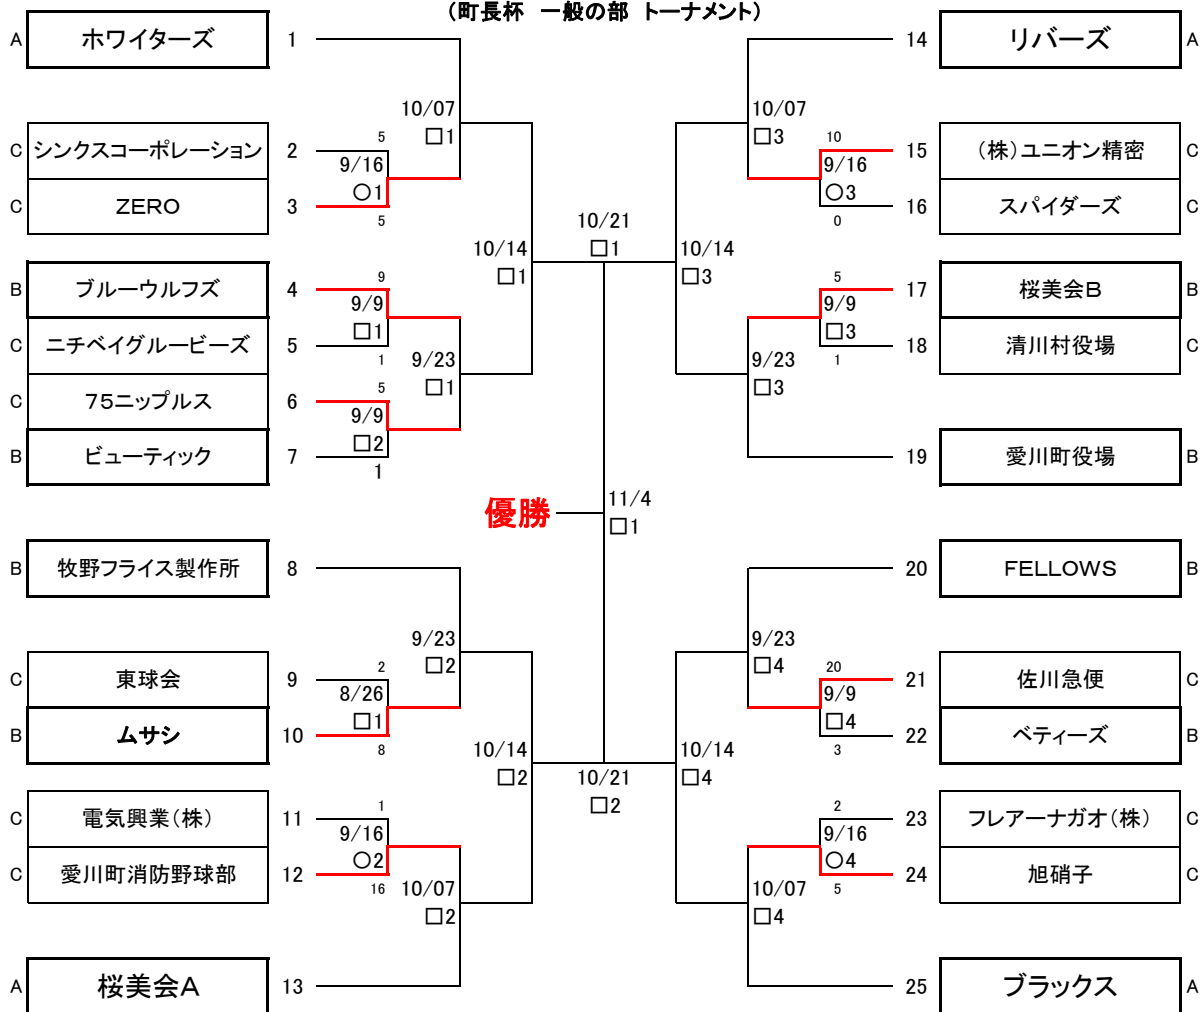 (町長杯 一般の部 トーナメント)
A ホワイターズ 1
14 リバーズ A
10/07 □1
10/07 □3
C シンクスコーポレーション 2 5
9/16 ○1
C ZERO 3 5
10 15 (株)ユニオン精密 C
9/16 ○3
0 16 スパイダーズ C
10/14 □1
10/21 □1
10/14 □3
B ブルーウルフズ 4 9
9/9 □1
C ニチベイグルービーズ 5 1
5 17 桜美会B B
9/9 □3
1 18 清川村役場 C
9/23 □1
9/23 □3
C 75ニップルス 6 5
9/9 □2
B ビューティック 7 1
19 愛川町役場 B
優勝
11/4 □1
B 牧野フライス製作所 8
20 FELLOWS B
9/23 □2
9/23 □4
C 東球会 9 2
8/26 □1
B ムサシ 10 8
20 21 佐川急便 C
9/9 □4
3 22 ベティーズ B
10/14 □2
10/21 □2
10/14 □4
C 電気興業(株) 11 1
9/16 ○2
C 愛川町消防野球部 12 16
2 23 フレアーナガオ(株) C
9/16 ○4
5 24 旭硝子 C
10/07 □2
10/07 □4
A 桜美会A 13
25 ブラックス A